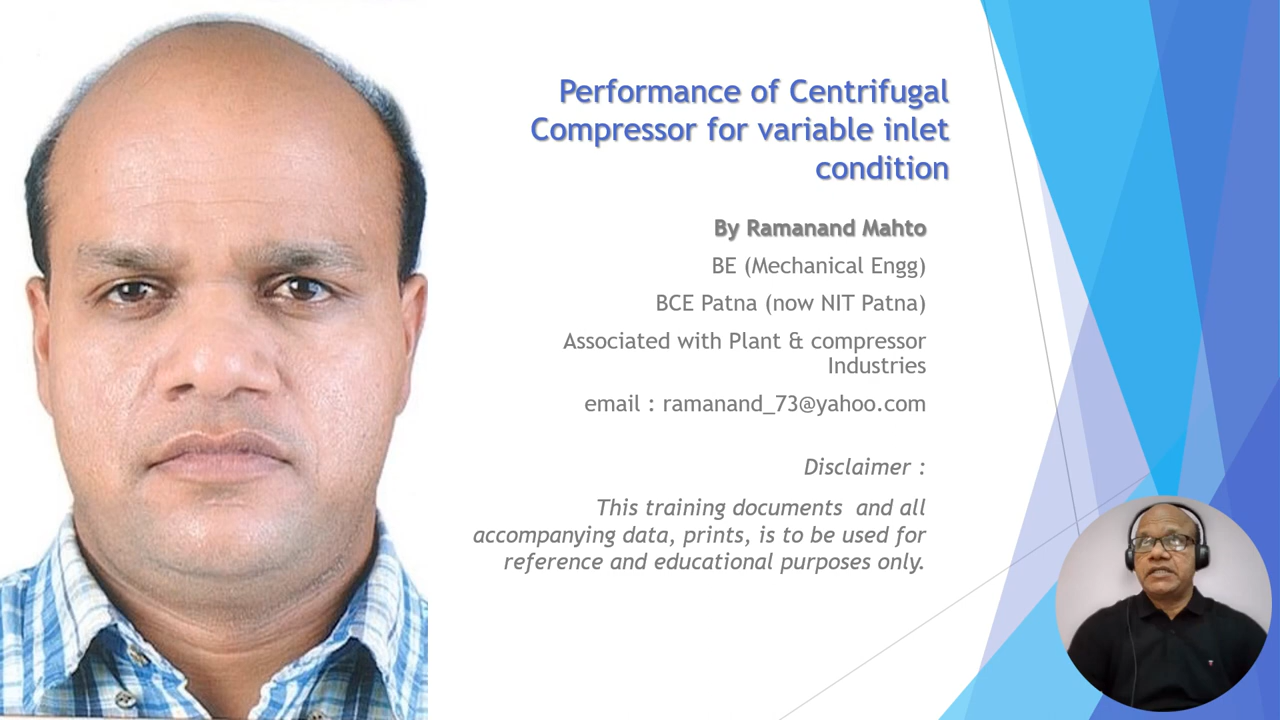 Performance of Centrifugal
Compressor for variable inlet
condition
By Ramanand Mahto
BE (Mechanical Engg)
BCE Patna (now NIT Patna)
Associated with Plant & compressor
Industries
email : ramanand_73@yahoo.com
Disclaimer :
This training documents  and all
accompanying data, prints, is to be used for
reference and educational purposes only.